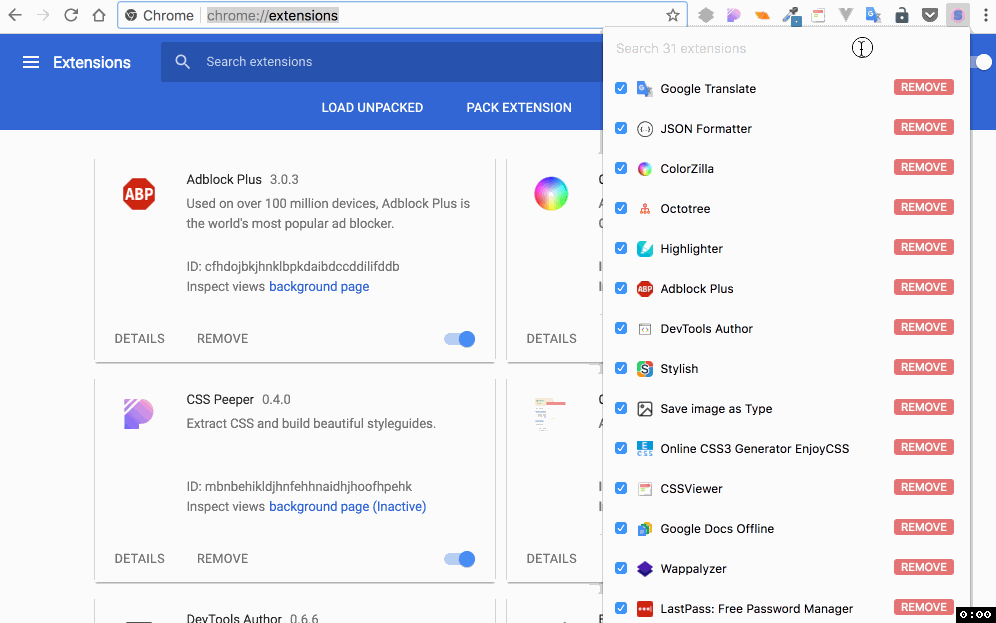 Chrome chrome://extensions
Extensions
Search extensions
LOAD UNPACKED PACK EXTENSION
ABP
Adblock Plus 3.0.3
Used on over 100 million devices, Adblock Plus is
the world's most popular ad blocker.
ID: cfhdojbkjhnklbpkdaibdccddilifddb
Inspect views background page
DETAILS REMOVE
DETAILS
CSS Peeper 0.4.0
Extract CSS and build beautiful styleguides.
ID: mbnbehikldjhnfehhnaidhjhoofhpehk
Inspect views background page (Inactive)
DETAILS REMOVE
DETAILS
DevTools Author 0.6.6
Search 31 extensions
Google Translate REMOVE
JSON Formatter REMOVE
ColorZilla REMOVE
Octotree REMOVE
Highlighter REMOVE
ABP Adblock Plus REMOVE
DevTools Author REMOVE
Stylish REMOVE
Save image as Type REMOVE
Online CSS3 Generator EnjoyCSS REMOVE
CSSViewer REMOVE
Google Docs Offline REMOVE
Wappalyzer REMOVE
LastPass: Free Password Manager REMOVE
0:00